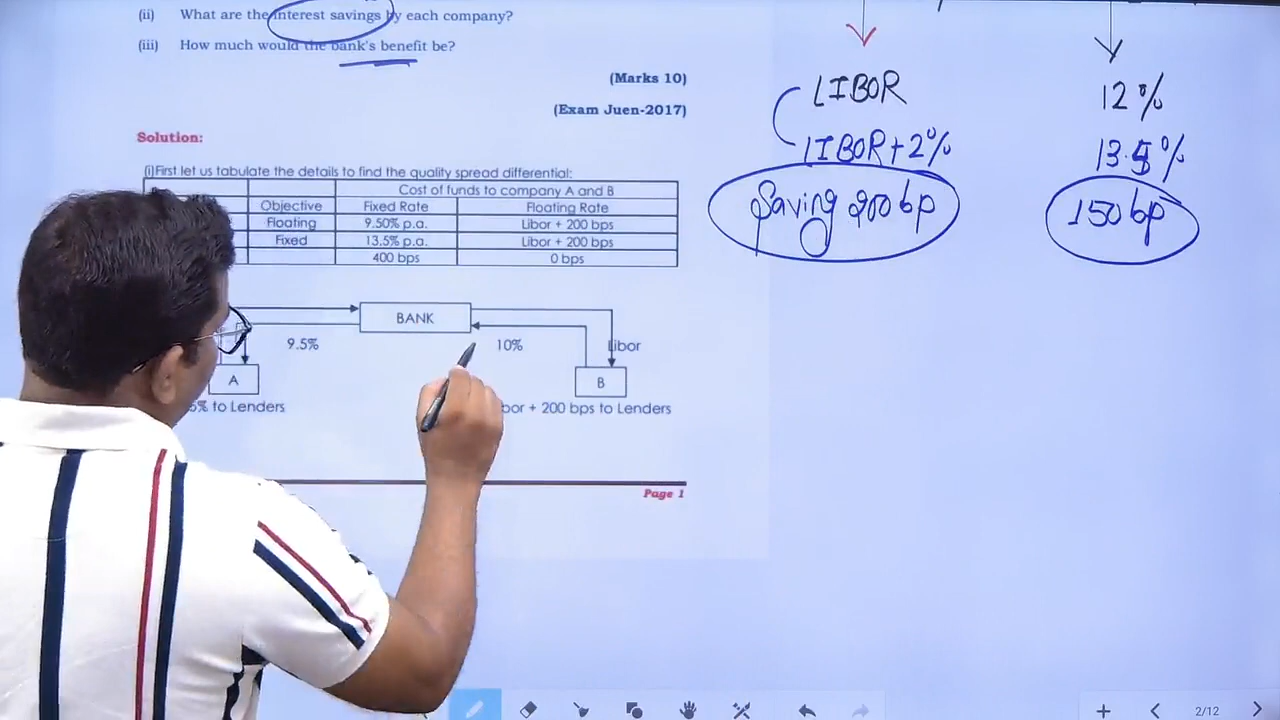 (ii) What are the interest savings by each company?
(iii) How much would the bank's benefit be?
(Marks 10)
(Exam Juen-2017)
Solution:
(i)First let us tabulate the details to find the quality spread differential:
Cost of funds to company A and B
Objective Fixed Rate Floating Rate
Floating 9.50% p.a. Libor + 200 bps
Fixed 13.5% p.a. Libor + 200 bps
400 bps 0 bps
BANK
9.5% 10% Libor
A B
5% to Lenders bor + 200 bps to Lenders
Page 1
LIBOR 12%
LIBOR+2% 13.5%
Saving 200 bp 150 bp
2/12